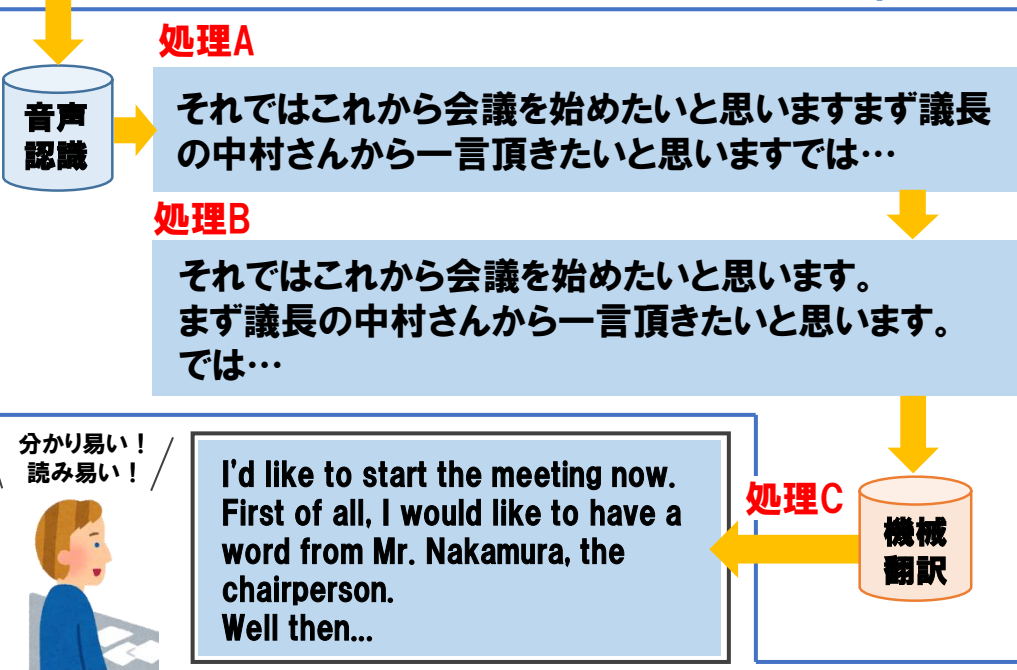 処理A
音声
認識
それではこれから会議を始めたいと思いますまず議長
の中村さんから一言頂きたいと思いますでは…
処理B
それではこれから会議を始めたいと思います。
まず議長の中村さんから一言頂きたいと思います。
では…
分かり易い！
読み易い！
I'd like to start the meeting now.
First of all, I would like to have a
word from Mr. Nakamura, the
chairperson.
Well then...
処理C
機械
翻訳